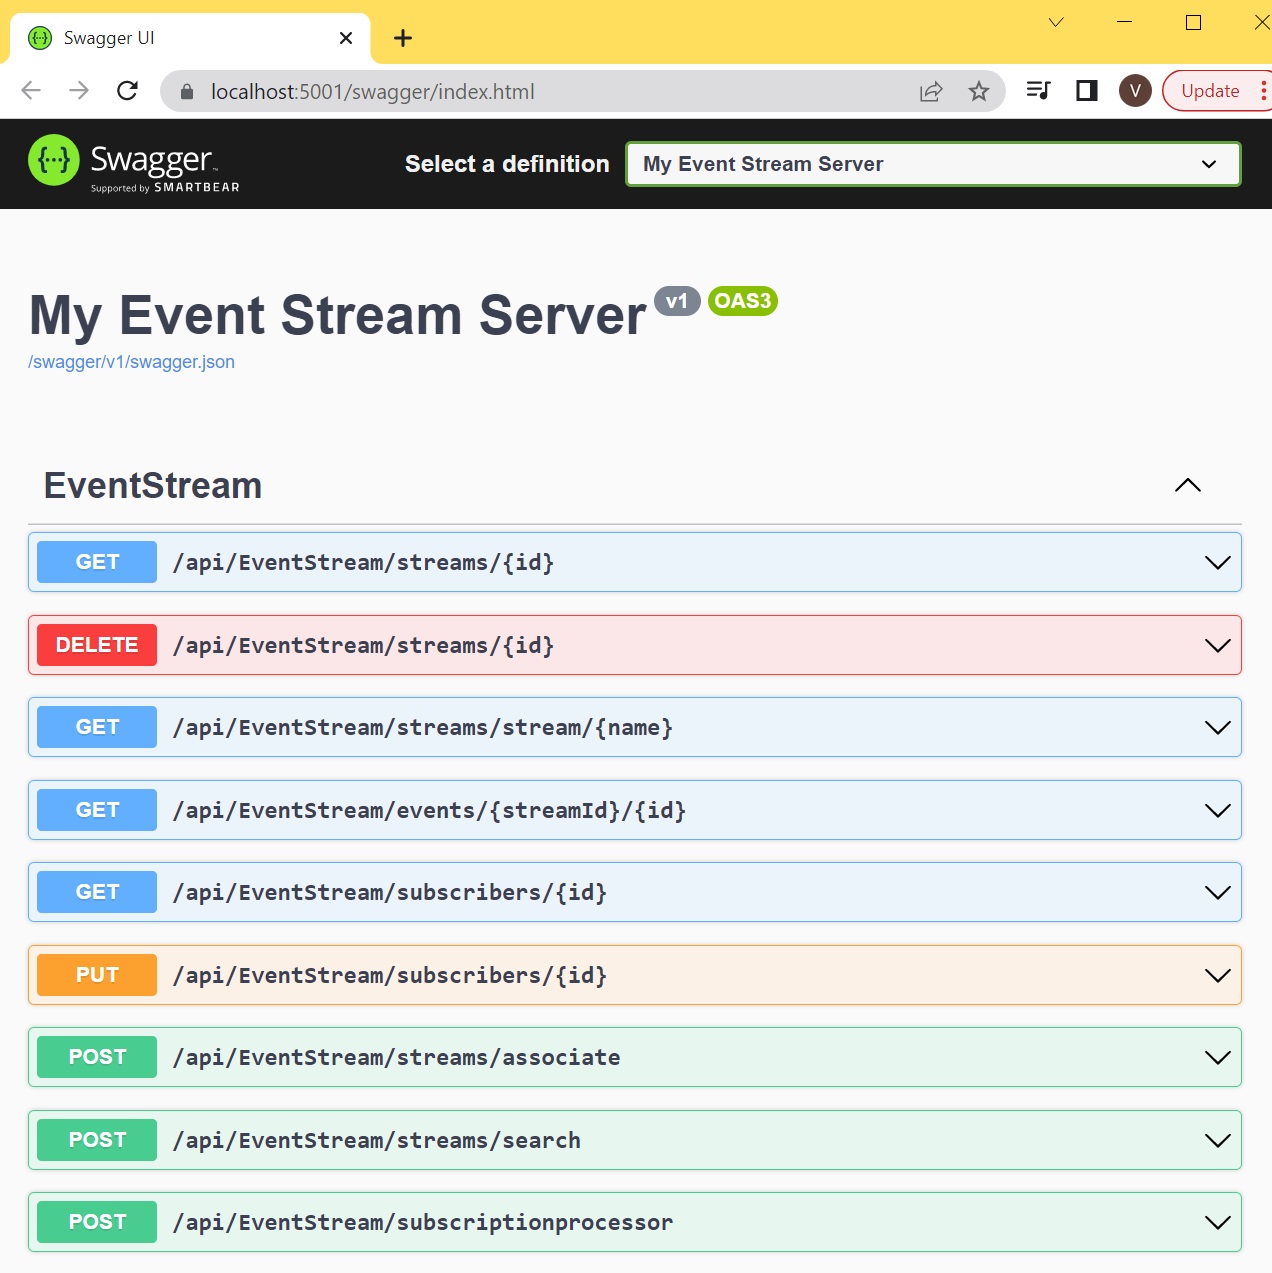 Swagger UI
localhost:5001/swagger/index.html
V
Update
{···} Swagger™
Supported by SMARTBEAR
Select a definition
My Event Stream Server
My Event Stream Server v1 OAS3
/swagger/v1/swagger.json
EventStream
GET /api/EventStream/streams/{id}
DELETE /api/EventStream/streams/{id}
GET /api/EventStream/streams/stream/{name}
GET /api/EventStream/events/{streamId}/{id}
GET /api/EventStream/subscribers/{id}
PUT /api/EventStream/subscribers/{id}
POST /api/EventStream/streams/associate
POST /api/EventStream/streams/search
POST /api/EventStream/subscriptionprocessor